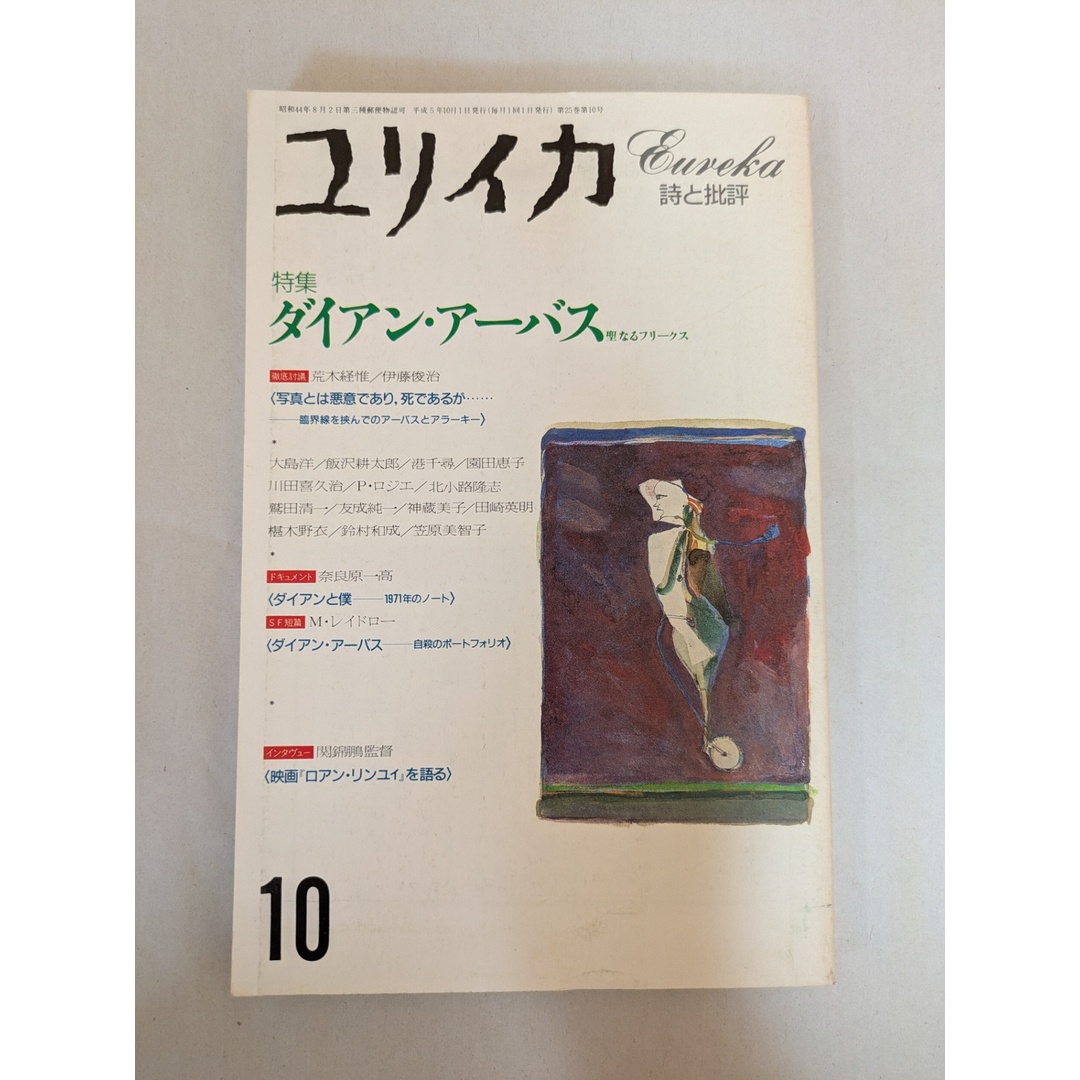 昭和44年8月2日第三種郵便物認可 平成5年10月1日発行(毎月1回1日発行) 第25巻第10号
ユリイカ
Eureka
詩と批評
特集
ダイアン・アーバス 聖なるフリークス
徹底討議 荒木経惟／伊藤俊治
〈写真とは悪意であり，死であるが……
──臨界線を挟んでのアーバスとアラーキー〉
•
大島洋／飯沢耕太郎／港千尋／園田恵子
川田喜久治／P・ロジエ／北小路隆志
鷲田清一／友成純一／神蔵美子／田崎英明
椹木野衣／鈴村和成／笠原美智子
•
ドキュメント 奈良原一高
〈ダイアンと僕──1971年のノート〉
SF短篇 M・レイドロー
〈ダイアン・アーバス──自殺のポートフォリオ〉
•
インタヴュー 関錦鵬監督
〈映画『ロアン・リンユィ』を語る〉
10